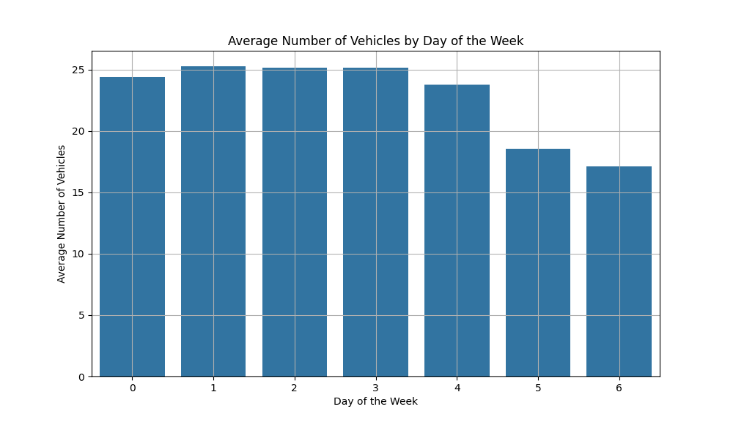 Average Number of Vehicles by Day of the Week
Average Number of Vehicles
25
20
15
10
5
0
0 1 2 3 4 5 6
Day of the Week